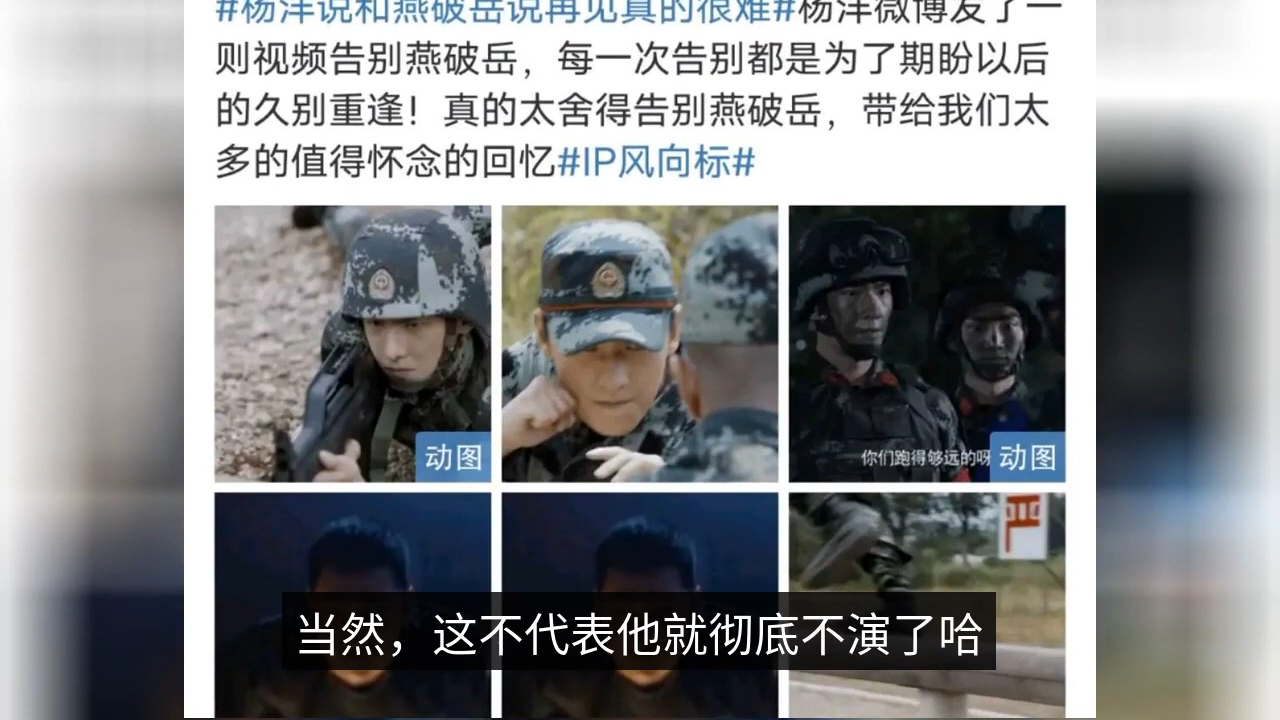 #杨洋说和燕破岳说再见真的很难#杨洋微博发了一
则视频告别燕破岳，每一次告别都是为了期盼以后
的久别重逢！真的太舍得告别燕破岳，带给我们太
多的值得怀念的回忆#IP风向标#
动图
你们跑得够远的呀
动图
严
当然，这不代表他就彻底不演了哈